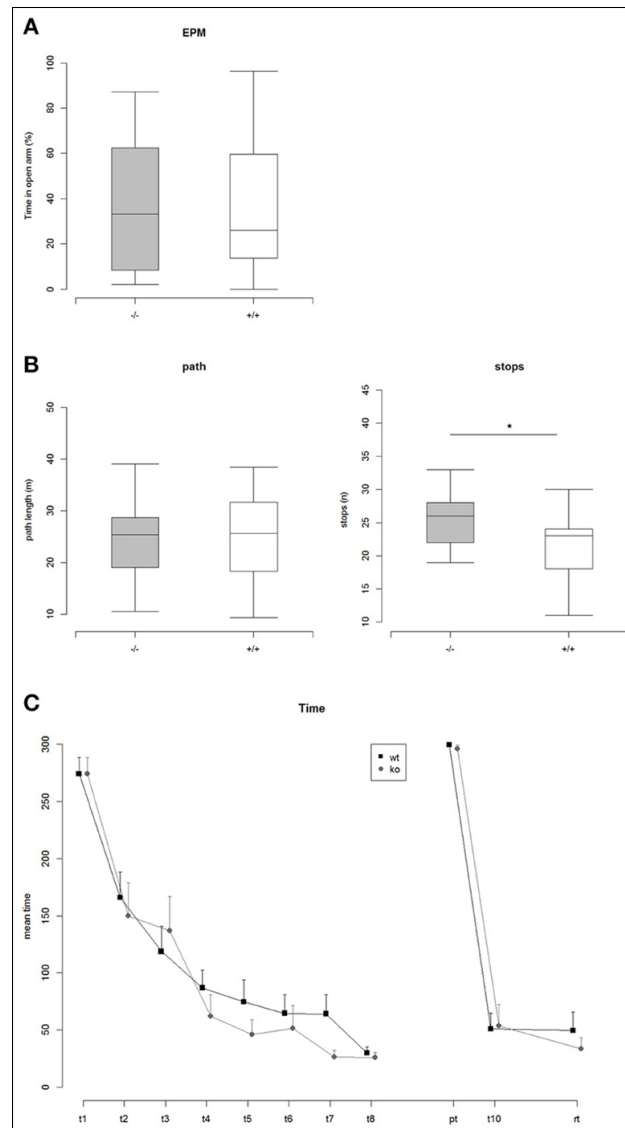 A
EPM
Time in open arm (%)
0 20 40 60 80 100
-/- +/+
B
path
path length (m)
10 20 30 40 50
-/- +/+
stops
stops (n)
10 15 20 25 30 35 40 45
*
-/- +/+
C
Time
mean time
0 50 100 150 200 250 300
wt
ko
t1 t2 t3 t4 t5 t6 t7 t8 pt t10 rt